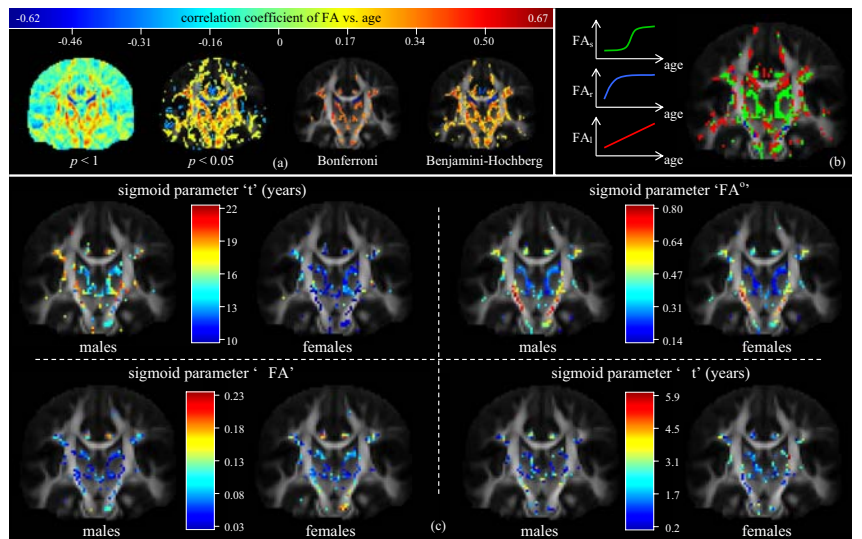 -0.62 correlation coefficient of FA vs. age 0.67
-0.46 -0.31 -0.16 0 0.17 0.34 0.50
p < 1 p < 0.05 (a) Bonferroni Benjamini-Hochberg
FAs age
FAr age
FAl age
(b)
sigmoid parameter ‘t’ (years)
22
19
16
13
10
males females
sigmoid parameter ‘FAº’
0.80
0.64
0.47
0.31
0.14
males females
sigmoid parameter ‘ FA’
0.23
0.18
0.13
0.08
0.03
males females
(c)
sigmoid parameter ‘ t’ (years)
5.9
4.5
3.1
1.7
0.2
males females